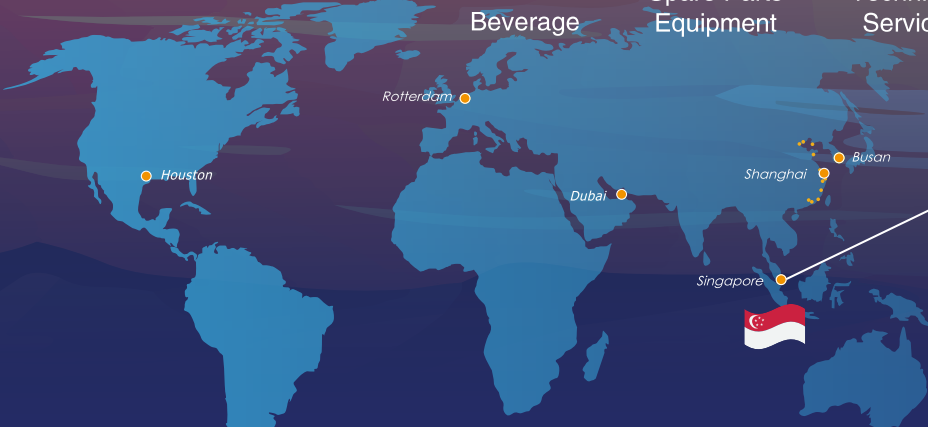 Beverage
Equipment
Rotterdam
Houston
Dubai
Busan
Shanghai
Singapore